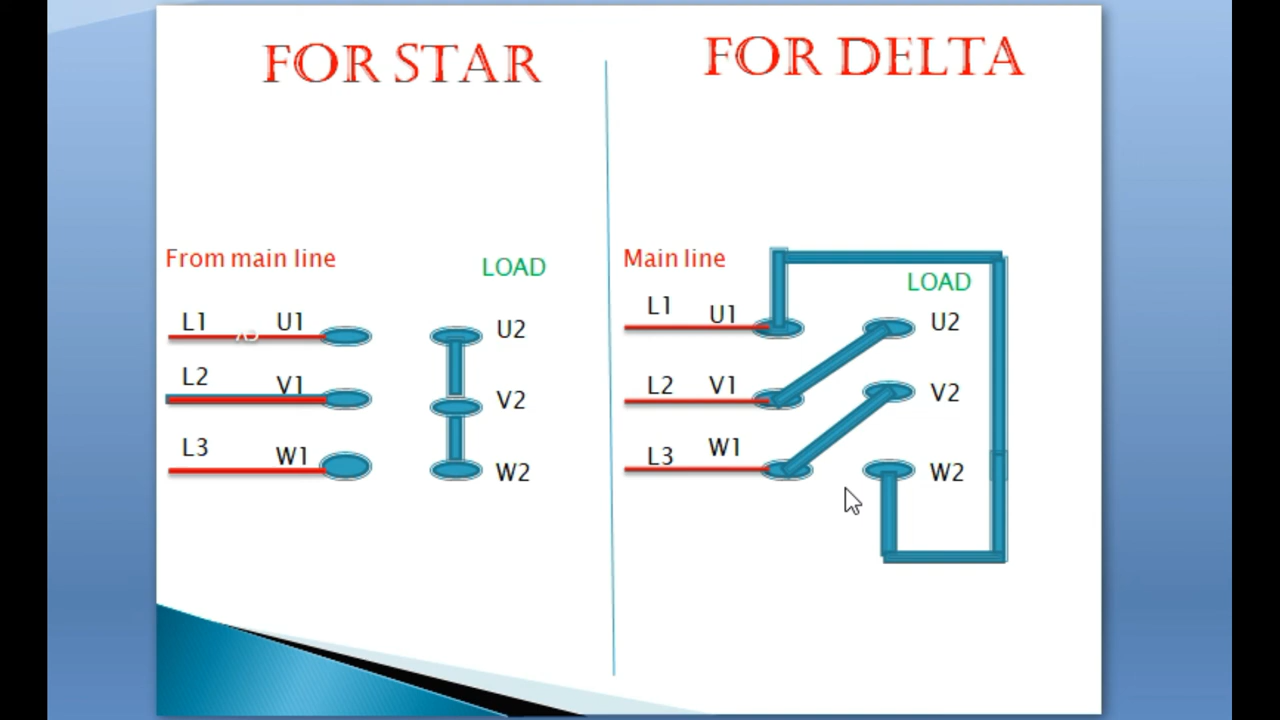 FOR STAR
From main line
LOAD
L1 U1 U2
L2 V1 V2
L3 W1 W2
FOR DELTA
Main line
LOAD
L1 U1 U2
L2 V1 V2
L3 W1 W2